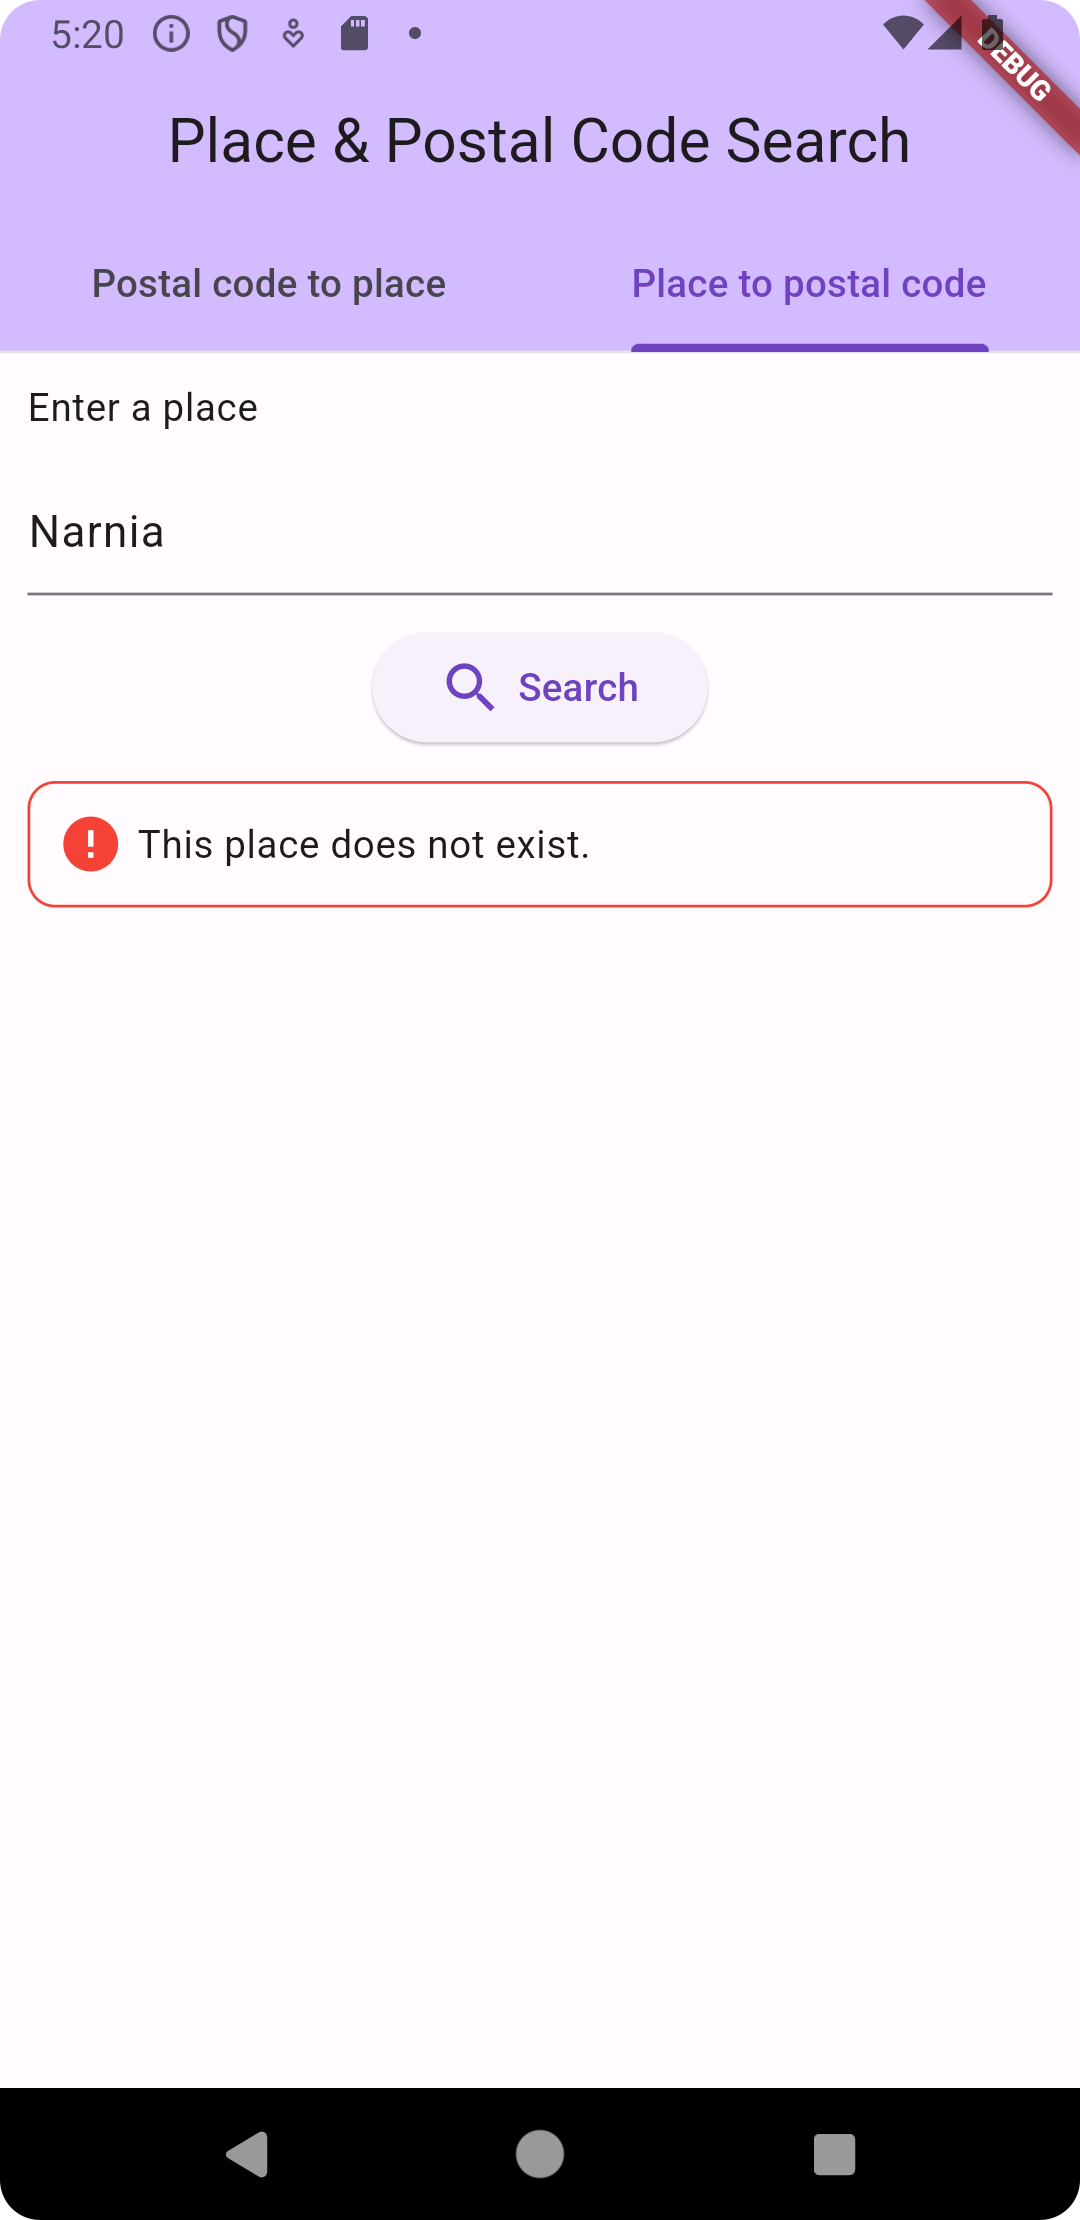 5:20
DEBUG
Place & Postal Code Search
Postal code to place
Place to postal code
Enter a place
Narnia
Search
This place does not exist.